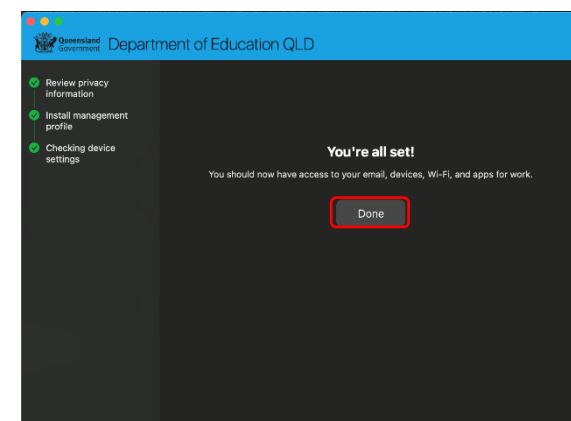 Queensland
Government
Department of Education QLD
Review privacy
information
Install management
profile
Checking device
settings
You're all set!
You should now have access to your email, devices, Wi-Fi, and apps for work.
Done